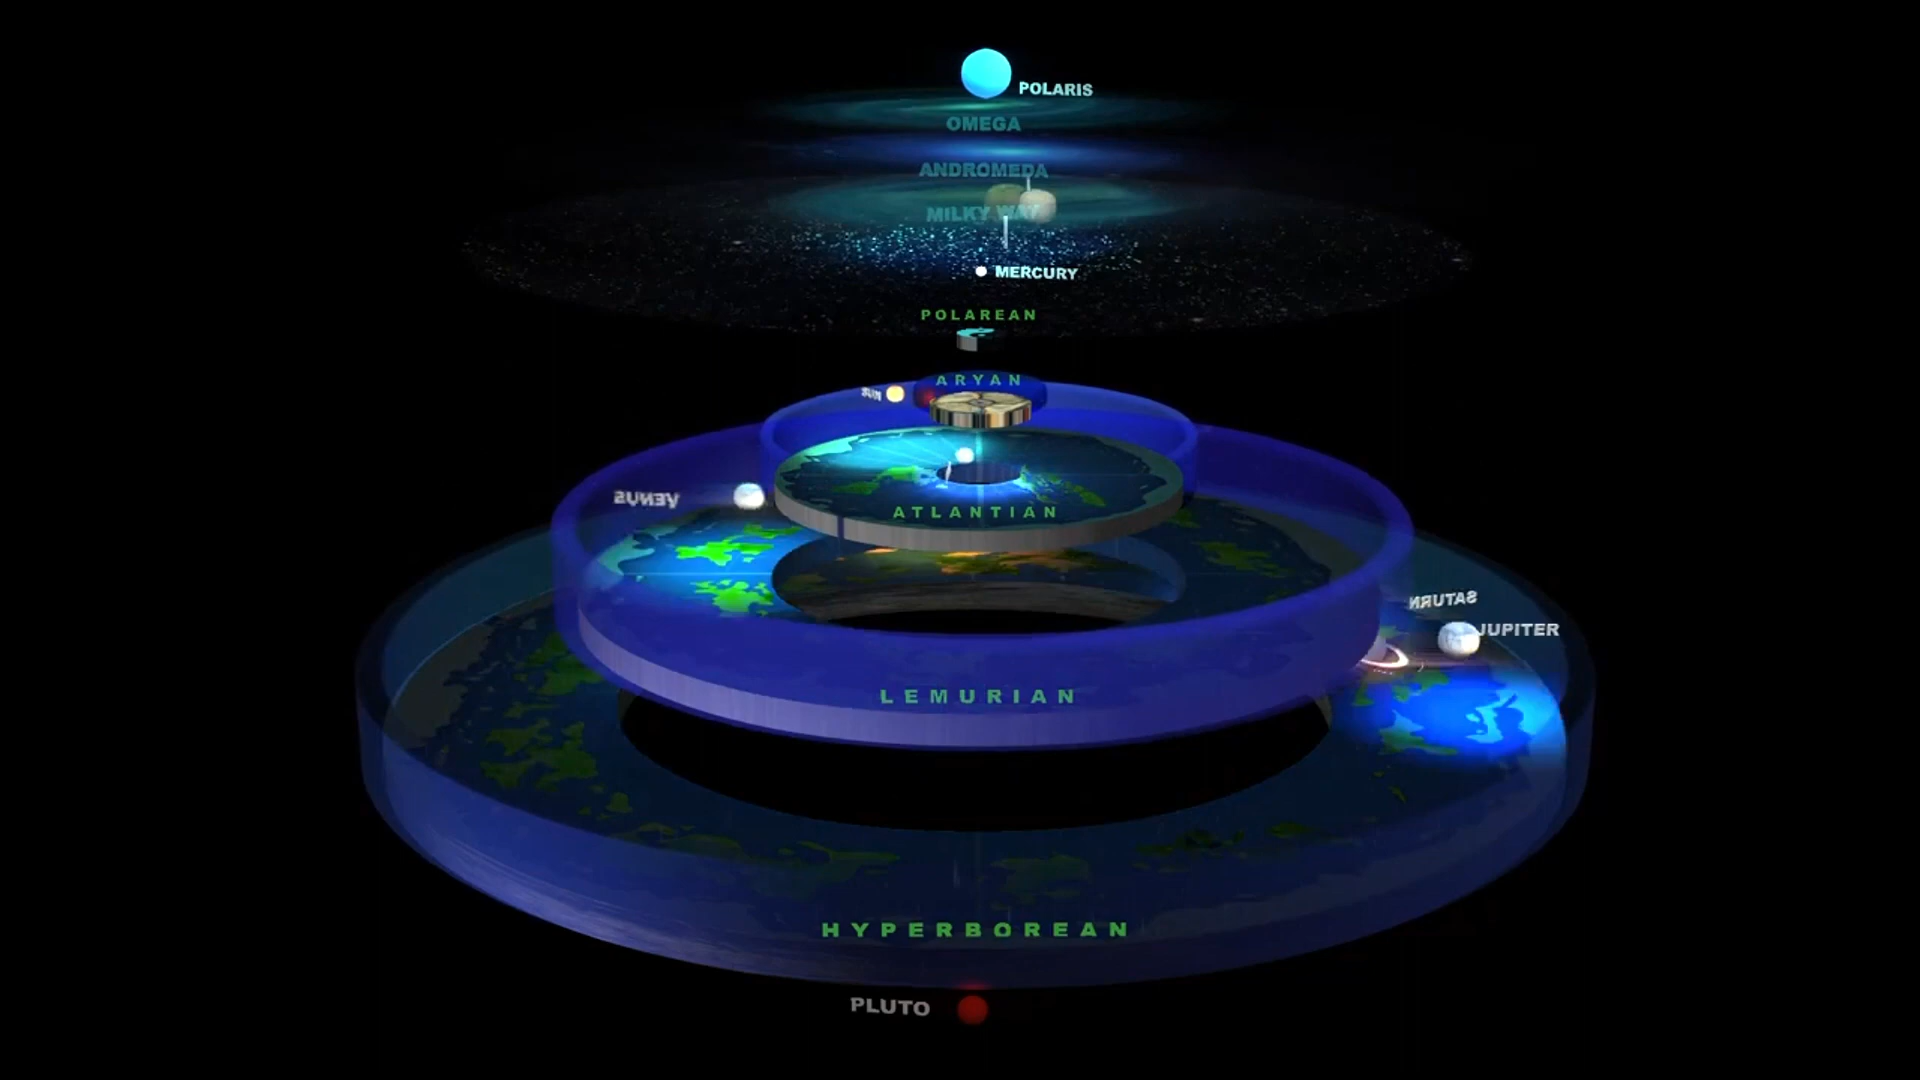 POLARIS
OMEGA
ANDROMEDA
MILKY WAY
MERCURY
POLAREAN
ARYAN
SUN
ATLANTIAN
VENUS
SATURN
JUPITER
LEMURIAN
HYPERBOREAN
PLUTO